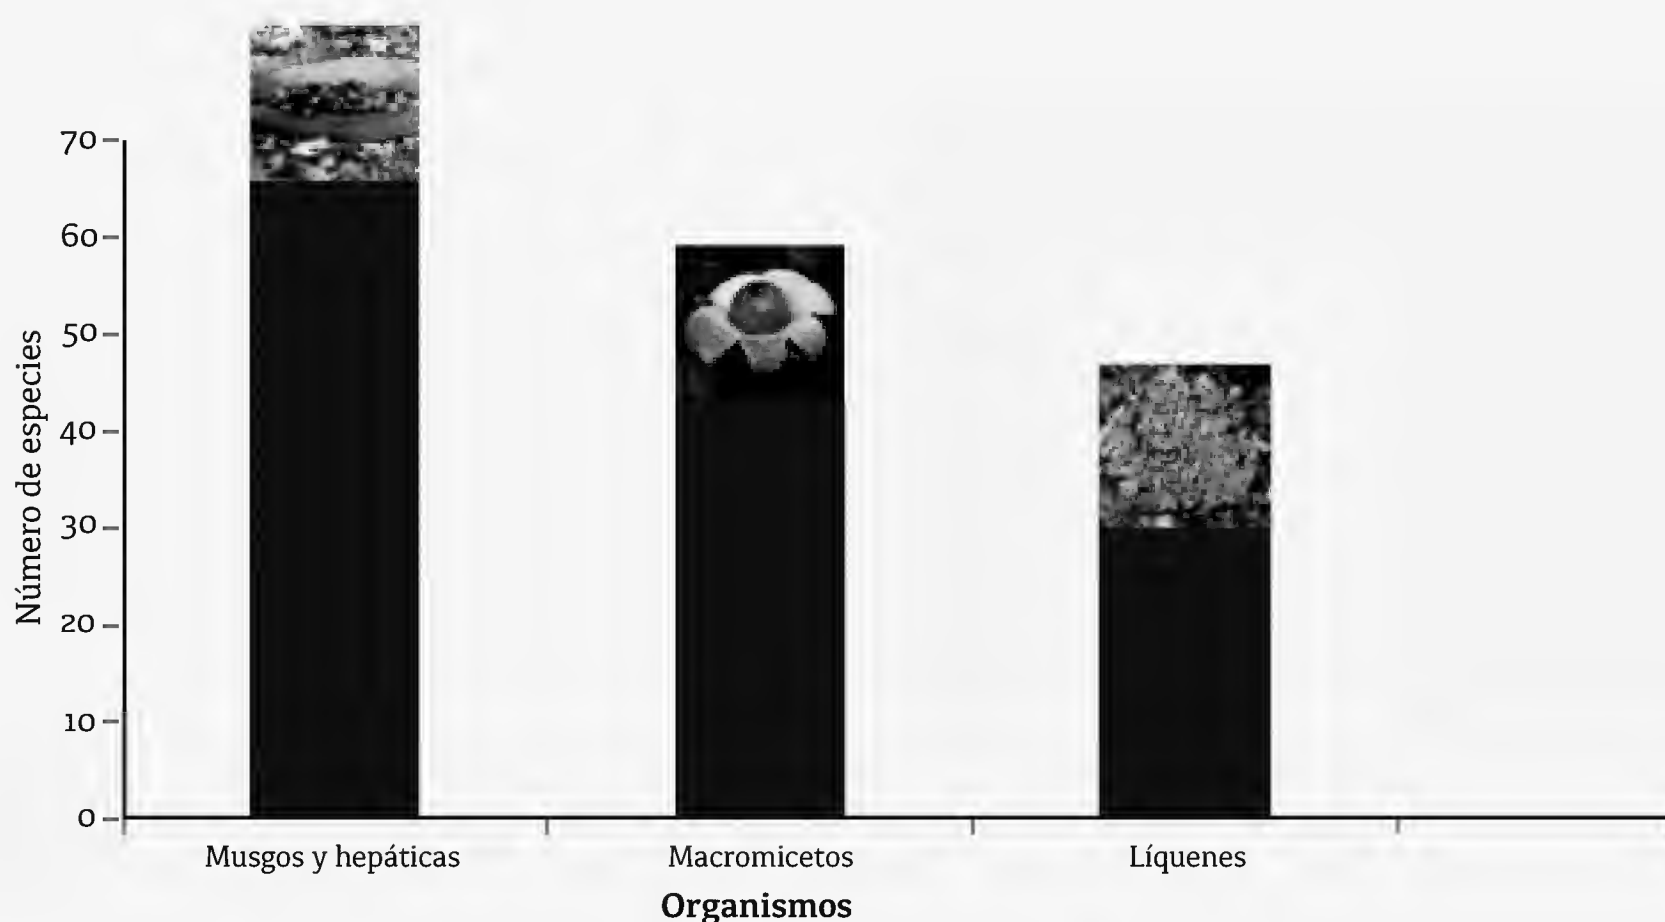 70
60
50
40
30
20
10
0
Número de especies
Musgos y hepáticas
Macromicetos
Líquenes
Organismos